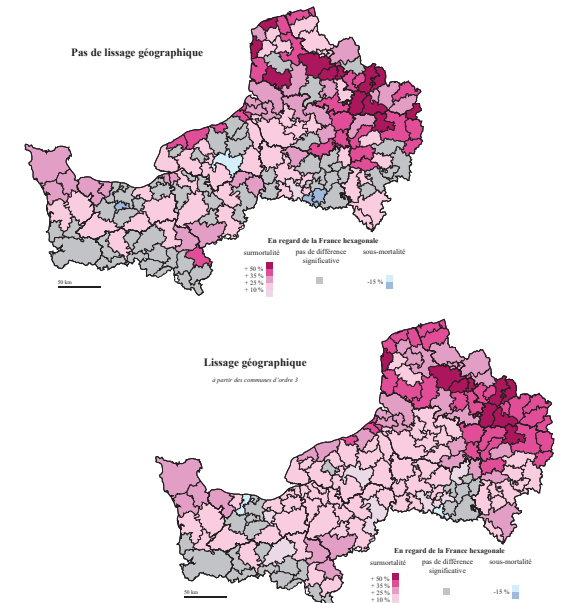 Pas de lissage géographique
En regard de la France hexagonale
surmortalité pas de différence significative sous-mortalité
+ 50 %
+ 35 %
+ 25 %
+ 10 %
-15 %
50 km
Lissage géographique
à partir des communes d'ordre 3
En regard de la France hexagonale
surmortalité pas de différence significative sous-mortalité
+ 50 %
+ 35 %
+ 25 %
+ 10 %
-15 %
50 km